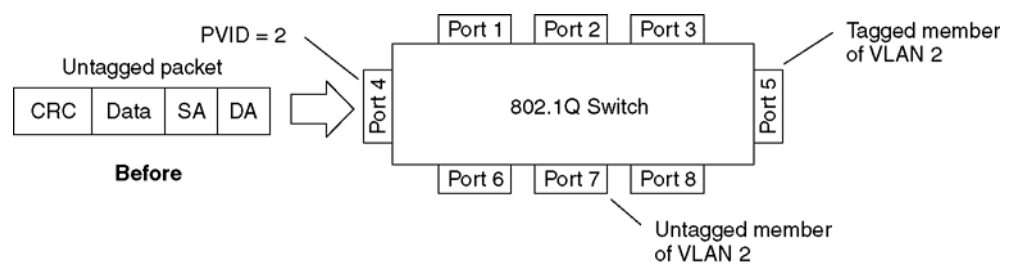 PVID = 2
Port 1
Port 2
Port 3
Tagged member
of VLAN 2
Untagged packet
CRC
Data
SA
DA
Port 4
802.1Q Switch
Port 5
Before
Port 6
Port 7
Port 8
Untagged member
of VLAN 2